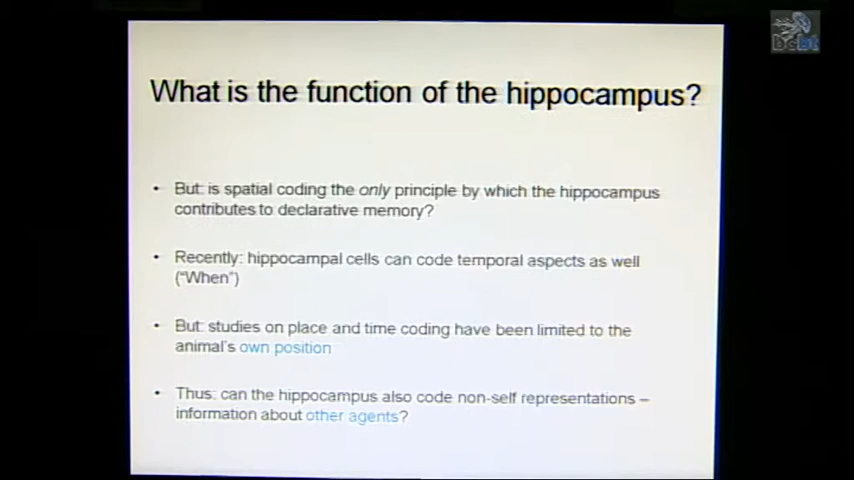 bcbt
What is the function of the hippocampus?
• But: is spatial coding the only principle by which the hippocampus
contributes to declarative memory?
• Recently: hippocampal cells can code temporal aspects as well
("When")
• But: studies on place and time coding have been limited to the
animal's own position
• Thus: can the hippocampus also code non-self representations –
information about other agents?